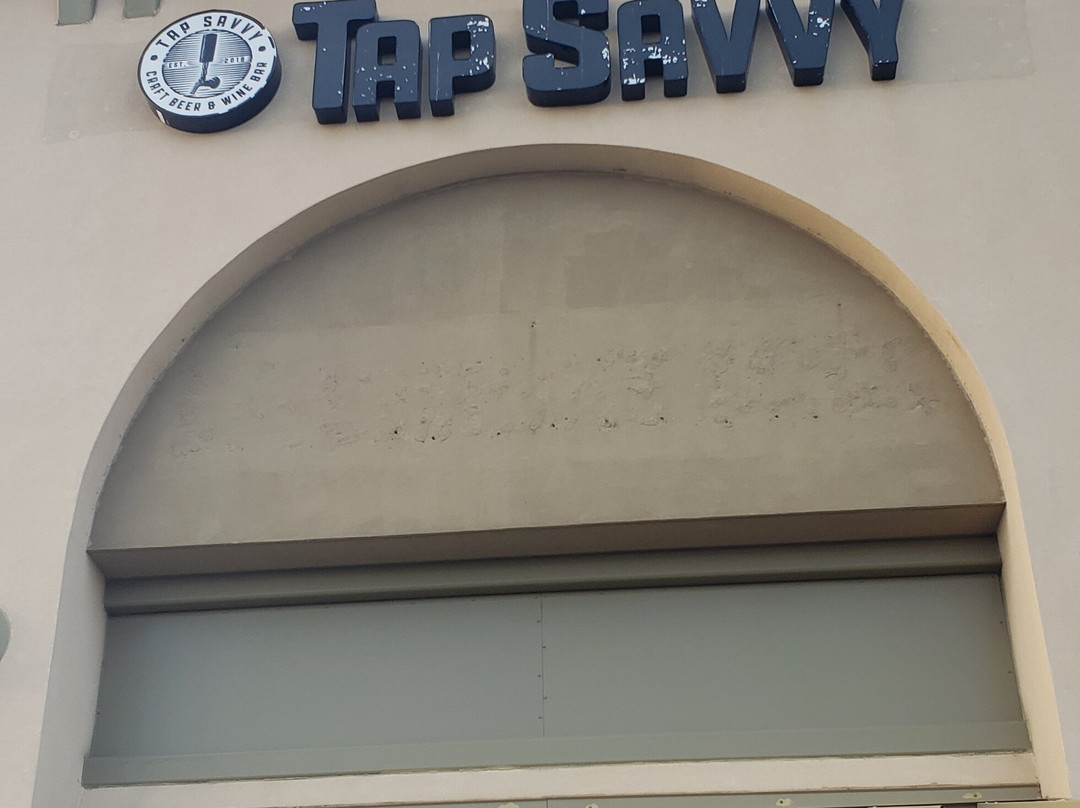 TAP SAVVY
EST. 2018
CRAFT BEER & WINE BAR
TAP SAVVY